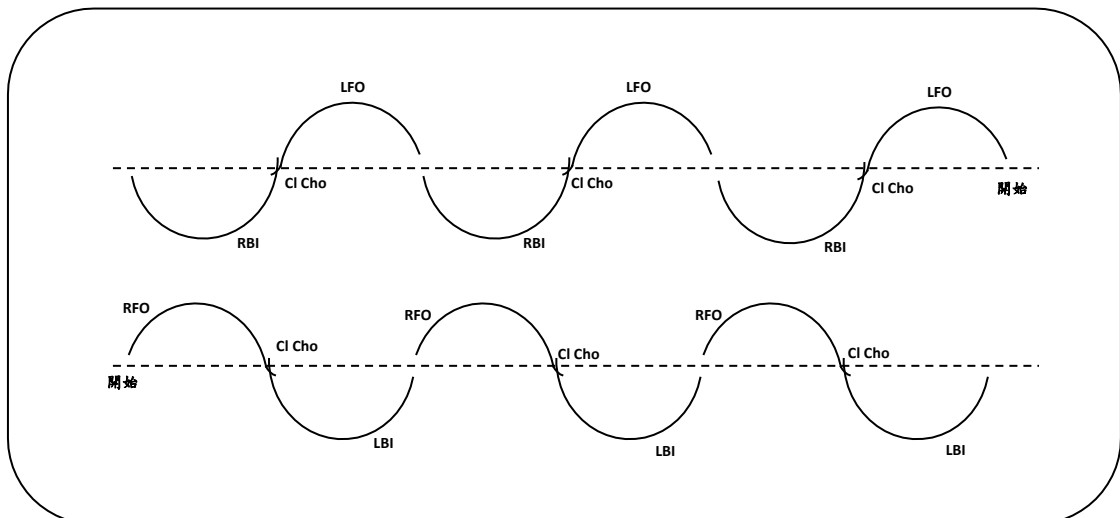 LFO LFO LFO
Cl Cho Cl Cho Cl Cho 開始
RBI RBI RBI
RFO RFO RFO
Cl Cho Cl Cho Cl Cho
開始
LBI LBI LBI